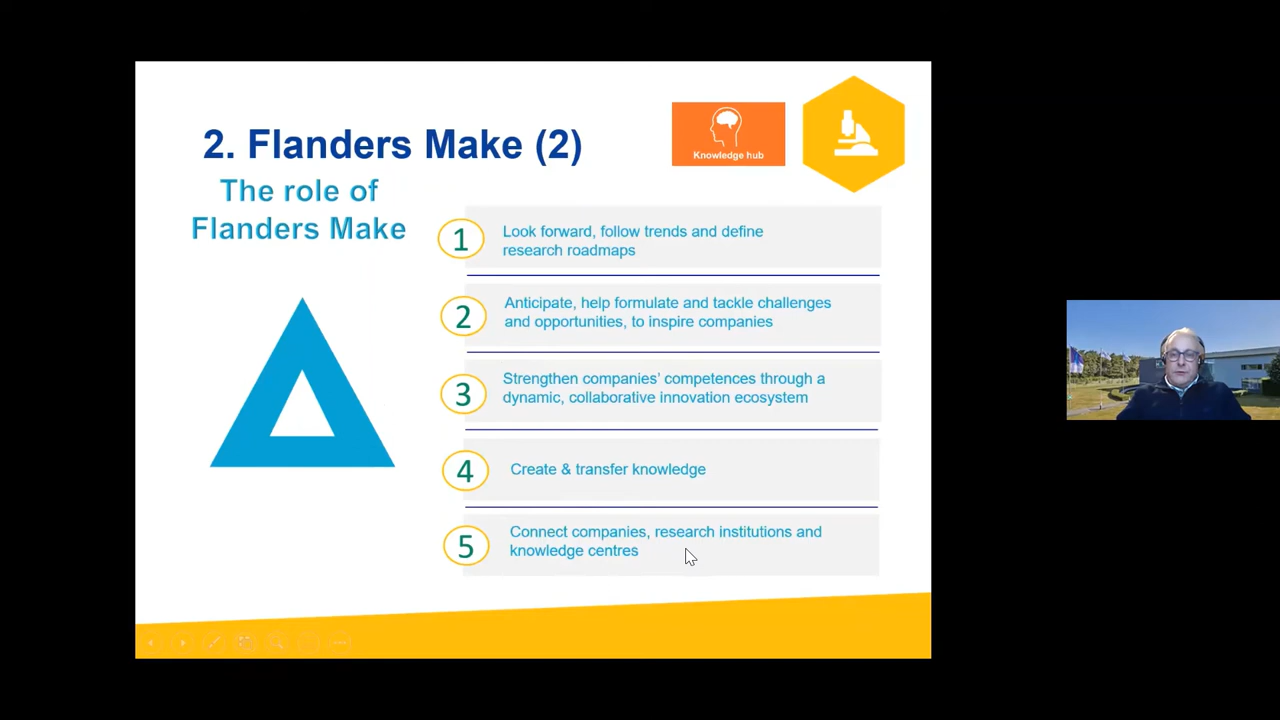 2. Flanders Make (2)
Knowledge hub
The role of
Flanders Make
1
Look forward, follow trends and define
research roadmaps
2
Anticipate, help formulate and tackle challenges
and opportunities, to inspire companies
3
Strengthen companies' competences through a
dynamic, collaborative innovation ecosystem
4
Create & transfer knowledge
5
Connect companies, research institutions and
knowledge centres